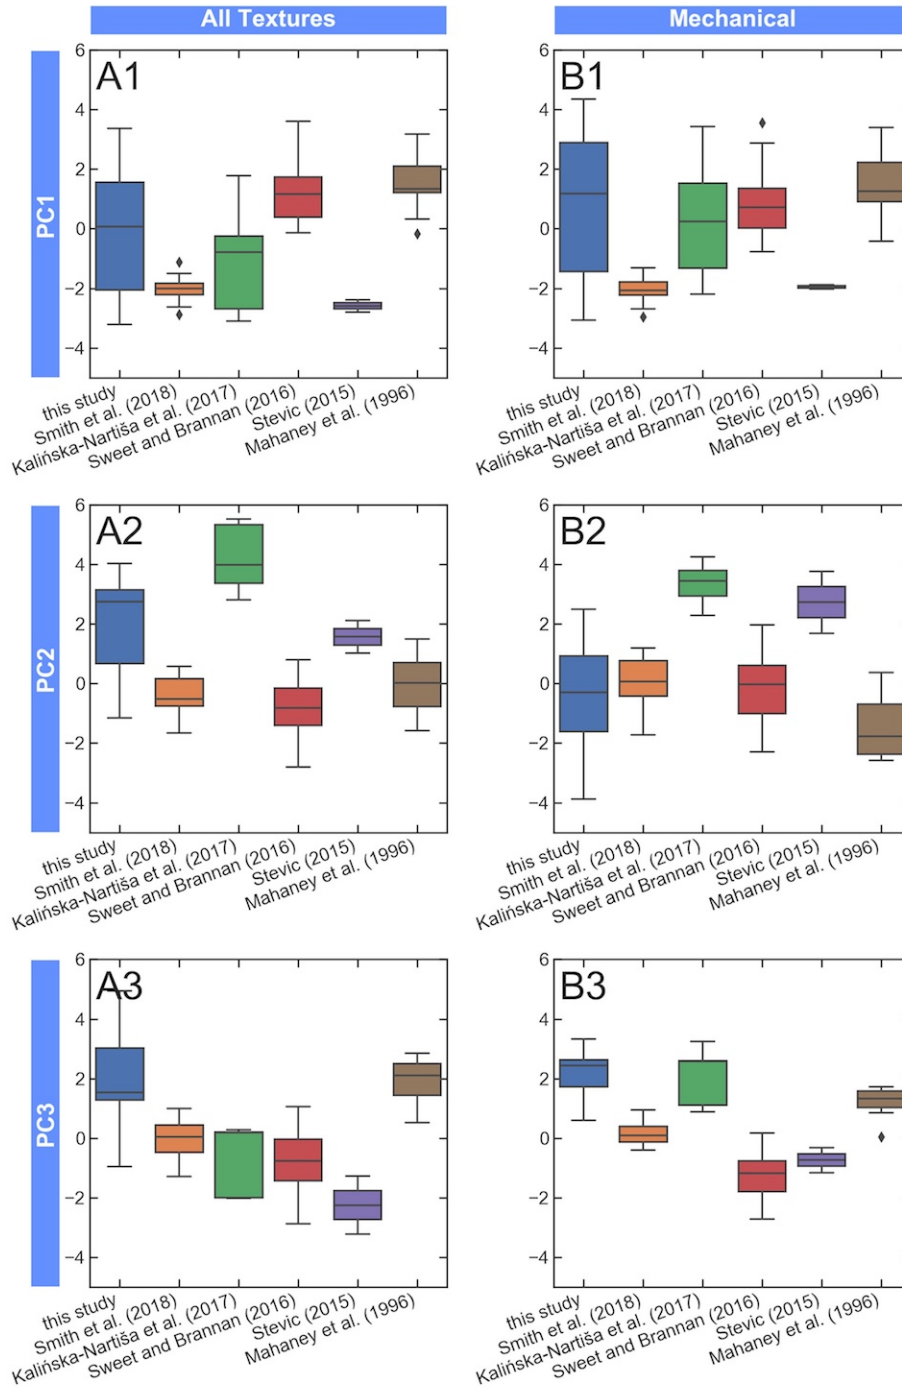 All Textures
Mechanical
PC1
A1
6
4
2
0
−2
−4
this study
Smith et al. (2018)
Kalińska-Nartiša et al. (2017)
Sweet and Brannan (2016)
Stevic (2015)
Mahaney et al. (1996)
B1
6
4
2
0
−2
−4
this study
Smith et al. (2018)
Kalińska-Nartiša et al. (2017)
Sweet and Brannan (2016)
Stevic (2015)
Mahaney et al. (1996)
PC2
A2
6
4
2
0
−2
−4
this study
Smith et al. (2018)
Kalińska-Nartiša et al. (2017)
Sweet and Brannan (2016)
Stevic (2015)
Mahaney et al. (1996)
B2
6
4
2
0
−2
−4
this study
Smith et al. (2018)
Kalińska-Nartiša et al. (2017)
Sweet and Brannan (2016)
Stevic (2015)
Mahaney et al. (1996)
PC3
A3
6
4
2
0
−2
−4
this study
Smith et al. (2018)
Kalińska-Nartiša et al. (2017)
Sweet and Brannan (2016)
Stevic (2015)
Mahaney et al. (1996)
B3
6
4
2
0
−2
−4
this study
Smith et al. (2018)
Kalińska-Nartiša et al. (2017)
Sweet and Brannan (2016)
Stevic (2015)
Mahaney et al. (1996)